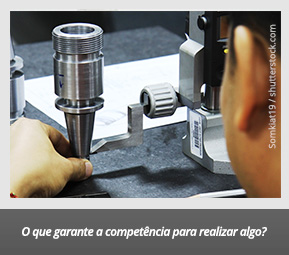 Somkiat19 / shutterstock.com
O que garante a competência para realizar algo?